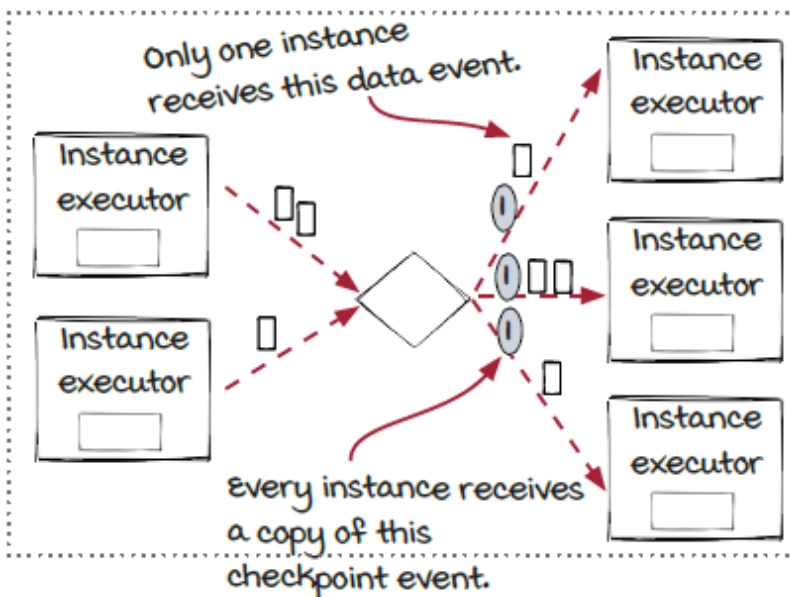 Only one instance
receives this data event.
Instance
executor
Instance
executor
Instance
executor
Instance
executor
Instance
executor
Every instance receives
a copy of this
checkpoint event.